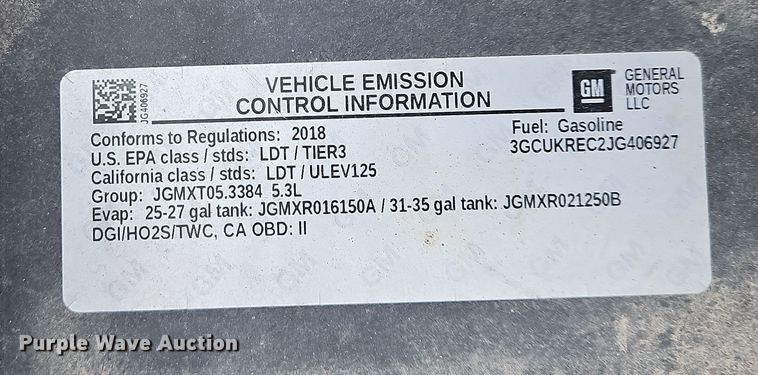 JG406927
VEHICLE EMISSION
CONTROL INFORMATION
GM
GENERAL
MOTORS
LLC
Conforms to Regulations: 2018
Fuel: Gasoline
U.S. EPA class / stds: LDT / TIER3
3GCUKREC2JG406927
California class / stds: LDT / ULEV125
Group: JGMXT05.3384 5.3L
Evap: 25-27 gal tank: JGMXR016150A / 31-35 gal tank: JGMXR021250B
DGI/HO2S/TWC, CA OBD: II
Purple Wave Auction